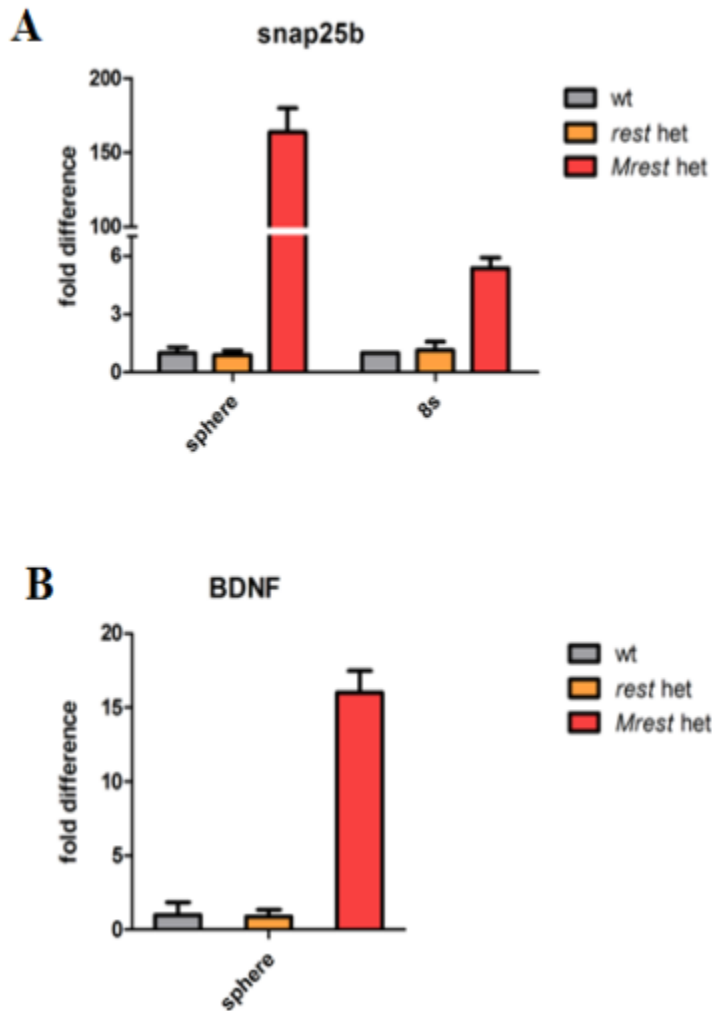 A
snap25b
200
150
100
6
3
0
fold difference
sphere
8s
wt
rest het
Mrest het
B
BDNF
20
15
10
5
0
fold difference
sphere
wt
rest het
Mrest het